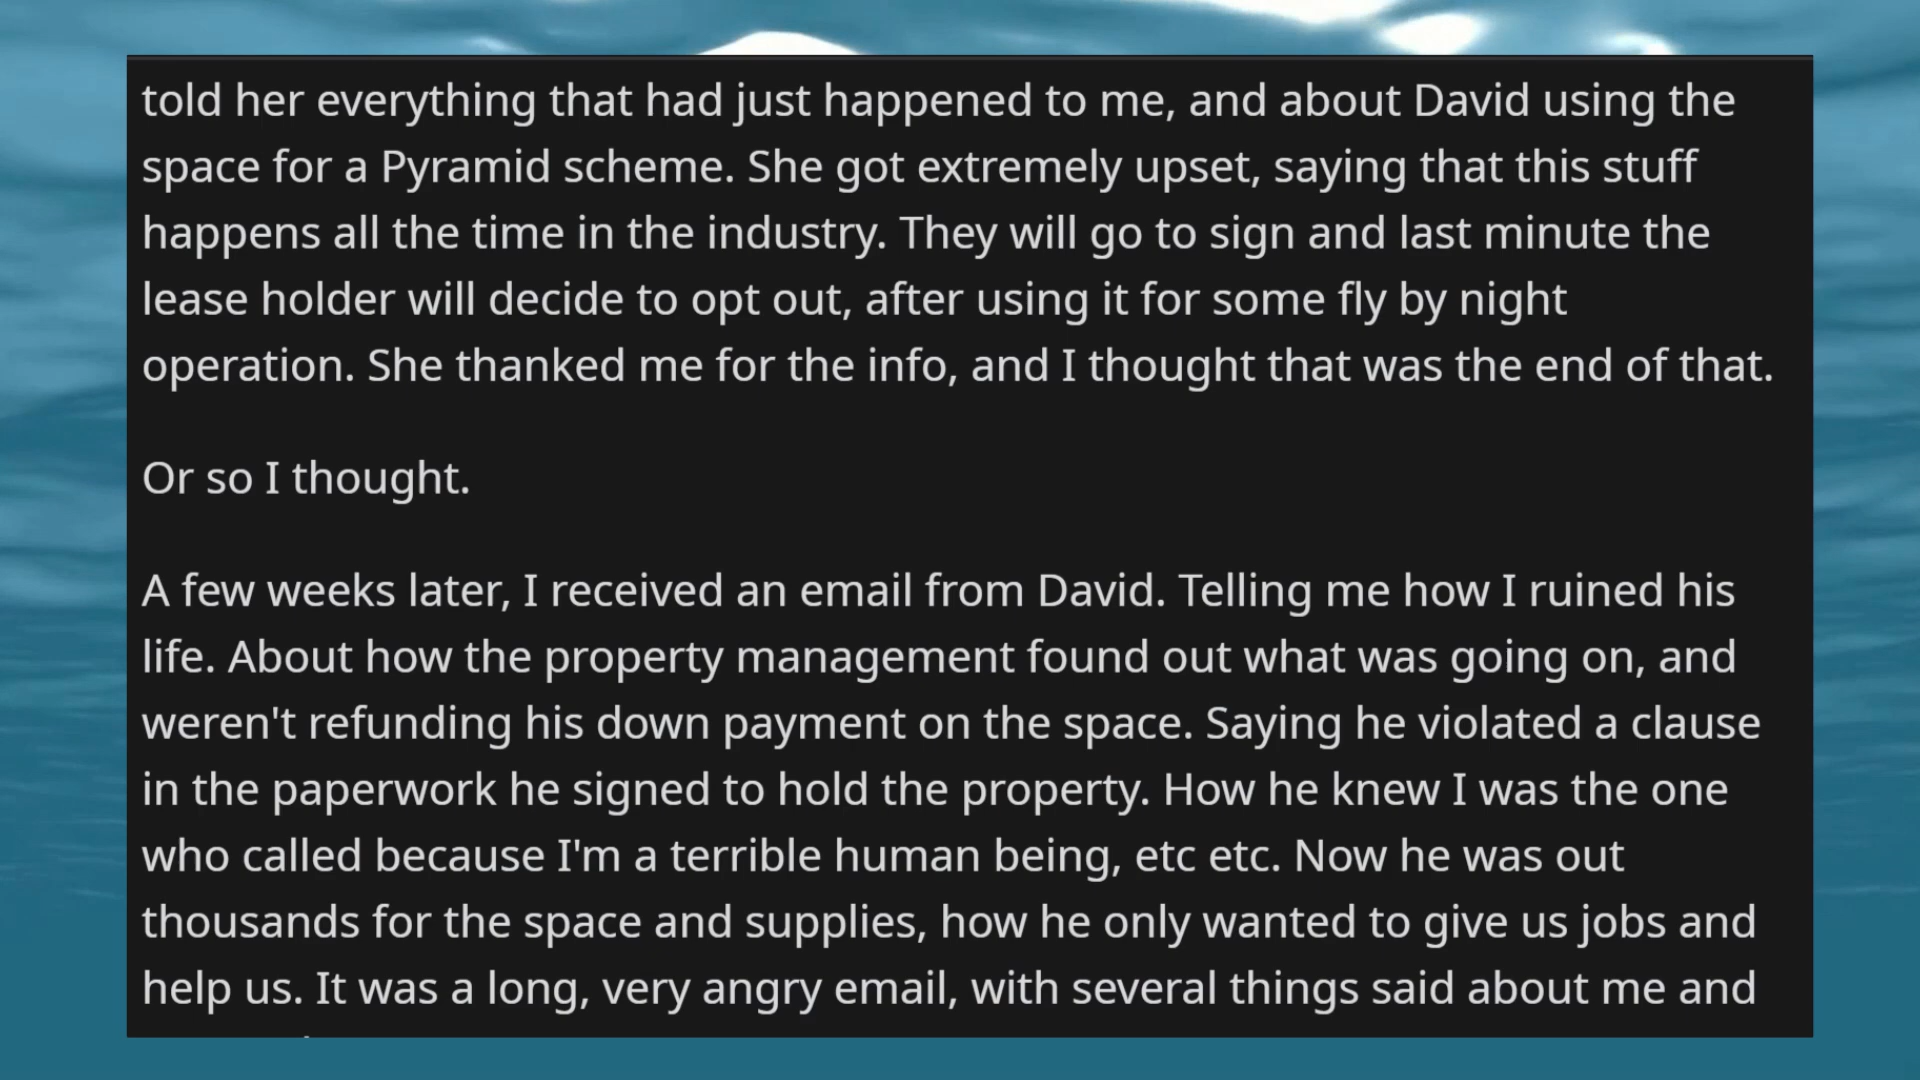 told her everything that had just happened to me, and about David using the
space for a Pyramid scheme. She got extremely upset, saying that this stuff
happens all the time in the industry. They will go to sign and last minute the
lease holder will decide to opt out, after using it for some fly by night
operation. She thanked me for the info, and I thought that was the end of that.
Or so I thought.
A few weeks later, I received an email from David. Telling me how I ruined his
life. About how the property management found out what was going on, and
weren't refunding his down payment on the space. Saying he violated a clause
in the paperwork he signed to hold the property. How he knew I was the one
who called because I'm a terrible human being, etc etc. Now he was out
thousands for the space and supplies, how he only wanted to give us jobs and
help us. It was a long, very angry email, with several things said about me and